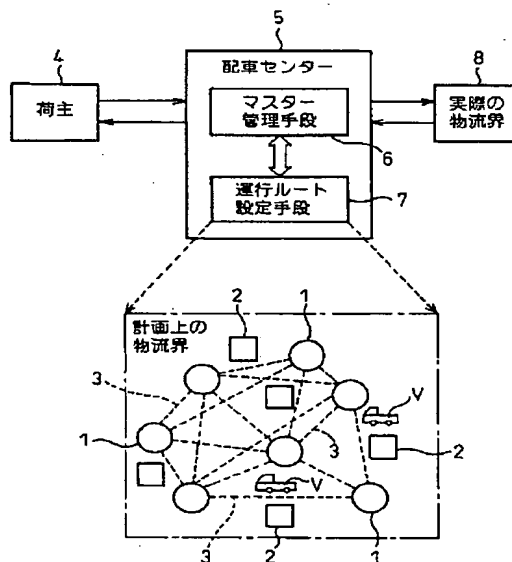 5
4
8
配車センター
荷主
マスター
管理手段
実際の
物流界
6
運行ルート
設定手段
7
計画上の
物流界
2
1
3
V
1
3
2
V
3
2
1